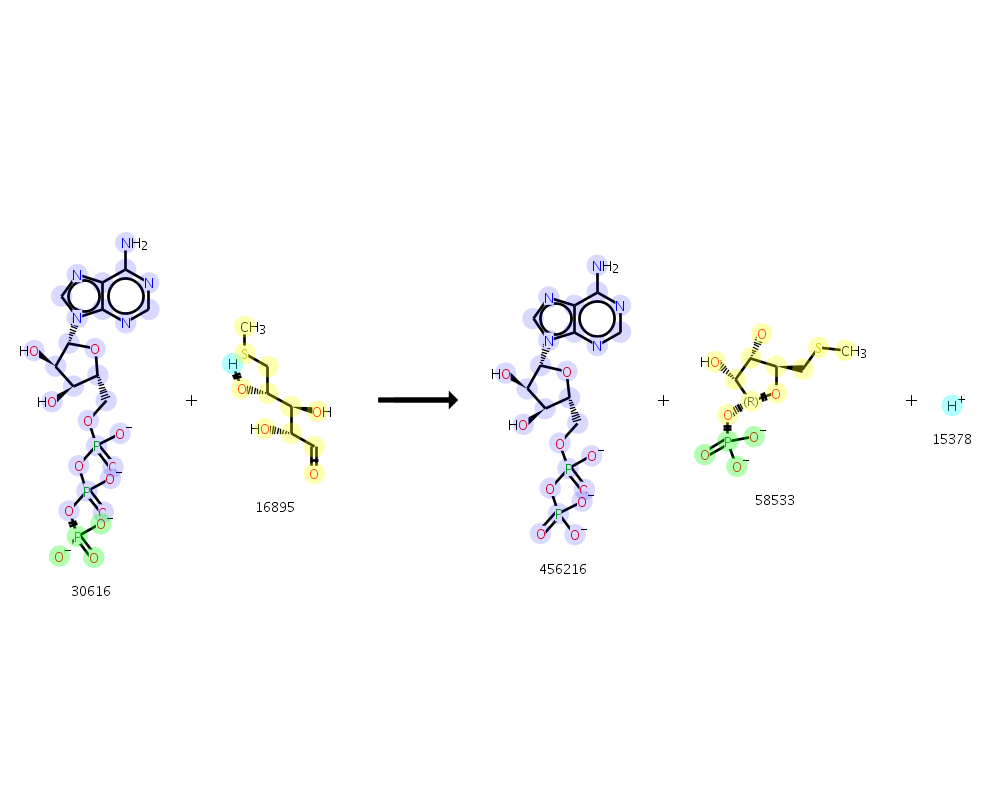 NH2
N N
N N
HO O
HO
O
P O−
O O
P O−
O O
P O−
O− O
30616
+
CH3
S
H
O
OH
HO
O
16895
NH2
N N
N N
HO O
HO
O
P O−
O O
P O−
O O−
456216
+
O
HO
S CH3
O
(R)
O
P O−
O O−
58533
+
H+
15378